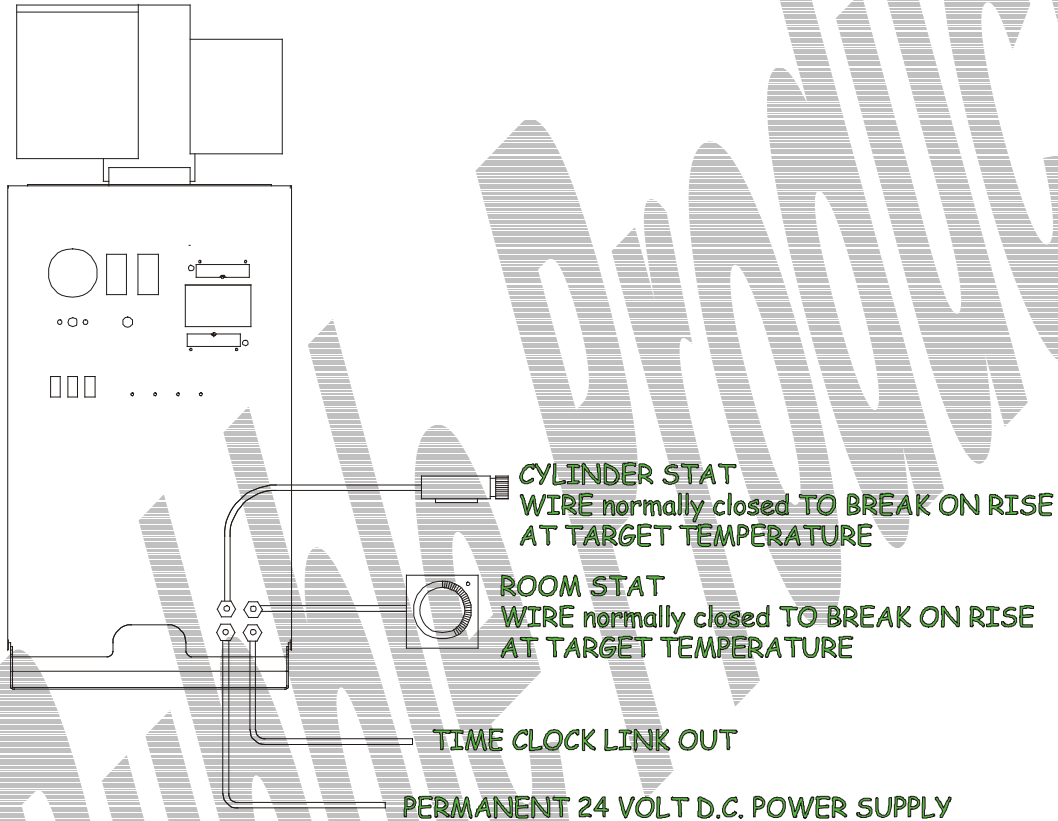 CYLINDER STAT
WIRE normally closed TO BREAK ON RISE
AT TARGET TEMPERATURE
ROOM STAT
WIRE normally closed TO BREAK ON RISE
AT TARGET TEMPERATURE
TIME CLOCK LINK OUT
PERMANENT 24 VOLT D.C. POWER SUPPLY